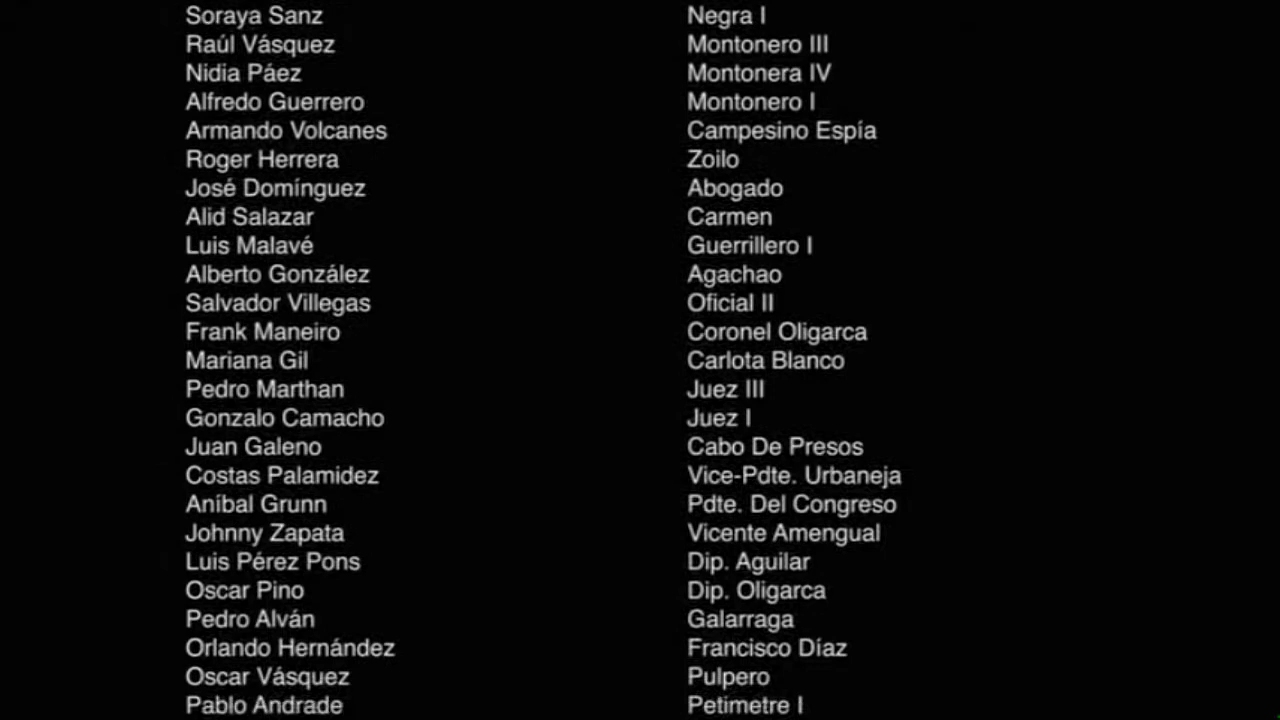 Soraya Sanz Negra I
Raúl Vásquez Montonero III
Nidia Páez Montonera IV
Alfredo Guerrero Montonero I
Armando Volcanes Campesino Espía
Roger Herrera Zoilo
José Domínguez Abogado
Alid Salazar Carmen
Luis Malavé Guerrillero I
Alberto González Agachao
Salvador Villegas Oficial II
Frank Maneiro Coronel Oligarca
Mariana Gil Carlota Blanco
Pedro Marthan Juez III
Gonzalo Camacho Juez I
Juan Galeno Cabo De Presos
Costas Palamidez Vice-Pdte. Urbaneja
Aníbal Grunn Pdte. Del Congreso
Johnny Zapata Vicente Amengual
Luis Pérez Pons Dip. Aguilar
Oscar Pino Dip. Oligarca
Pedro Alván Galarraga
Orlando Hernández Francisco Díaz
Oscar Vásquez Pulpero
Pablo Andrade Petimetre I